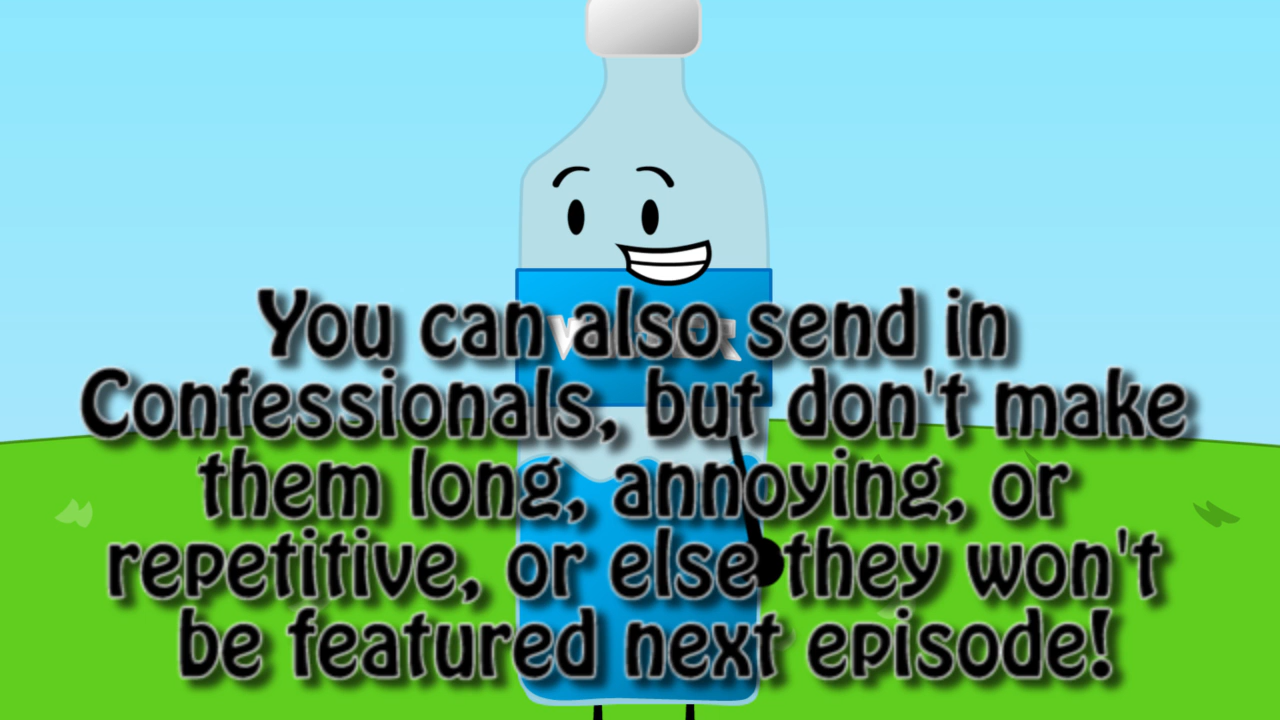 You can also send in
Confessionals, but don't make
them long, annoying, or
repetitive, or else they won't
be featured next episode!